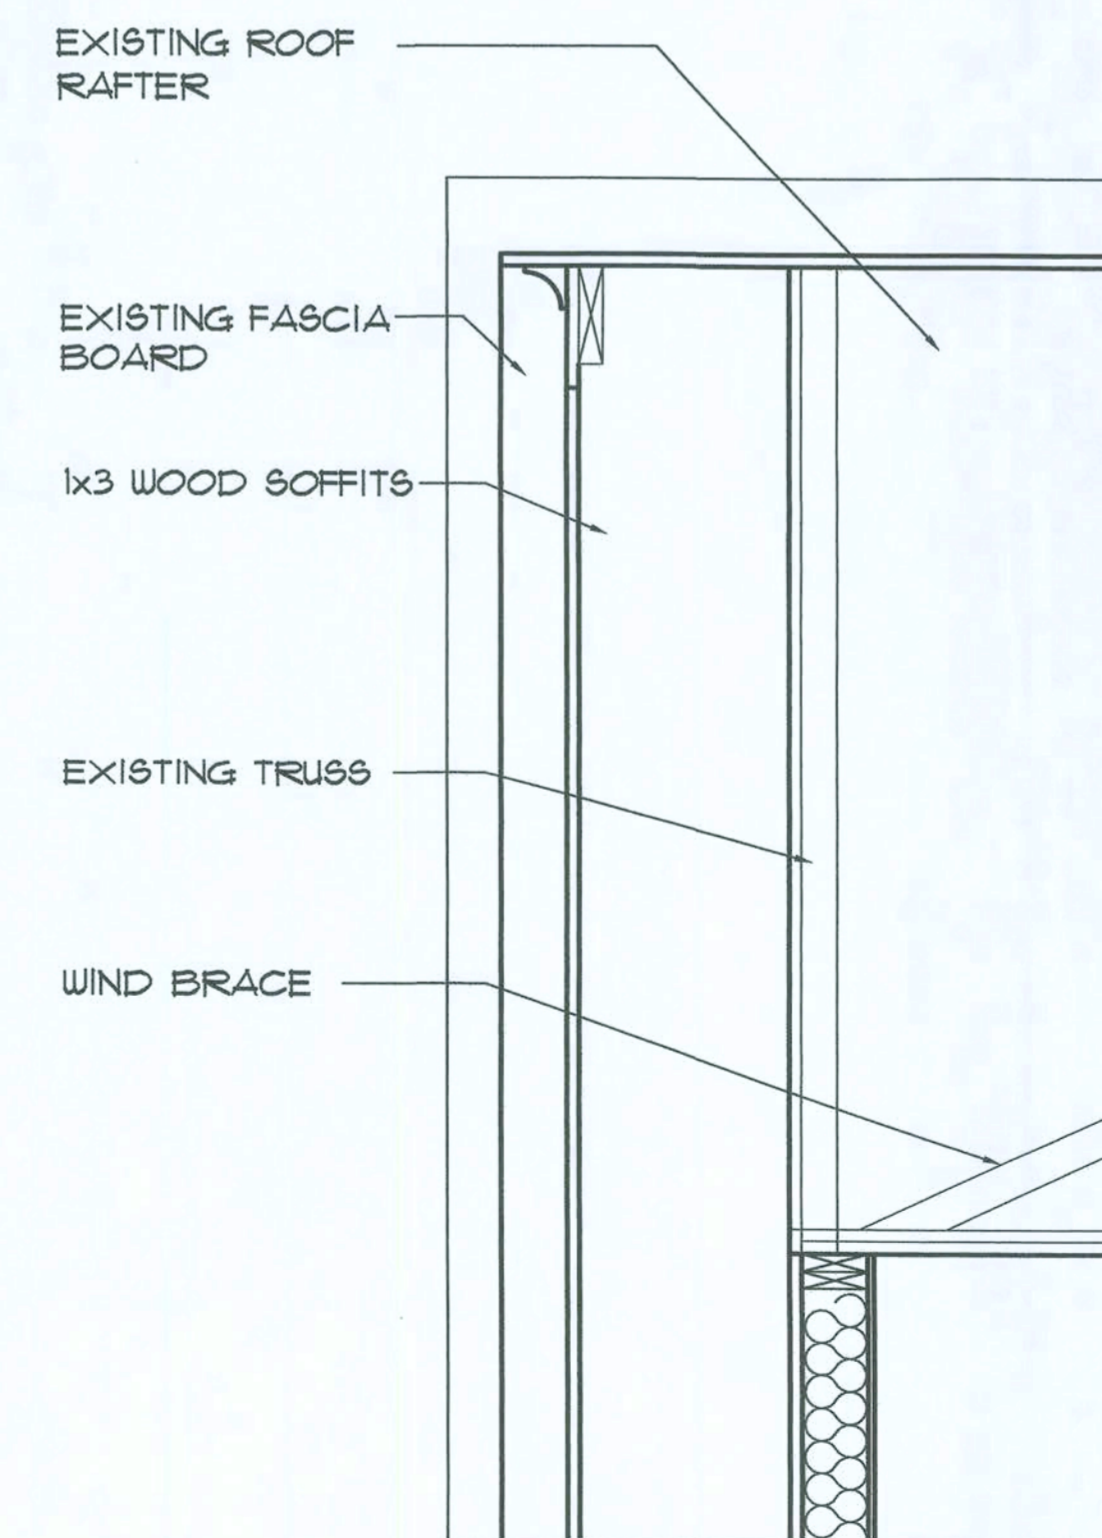 EXISTING ROOF
RAFTER
EXISTING FASCIA
BOARD
1x3 WOOD SOFFITS
EXISTING TRUSS
WIND BRACE